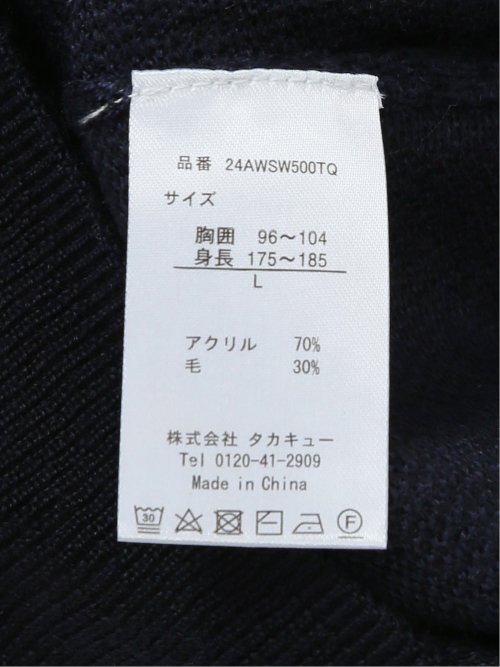 品番 24AWSW500TQ
サイズ
胸囲 96～104
身長 175～185
L
アクリル 70%
毛 30%
株式会社 タカキュー
Tel 0120-41-2909
Made in China
30 F